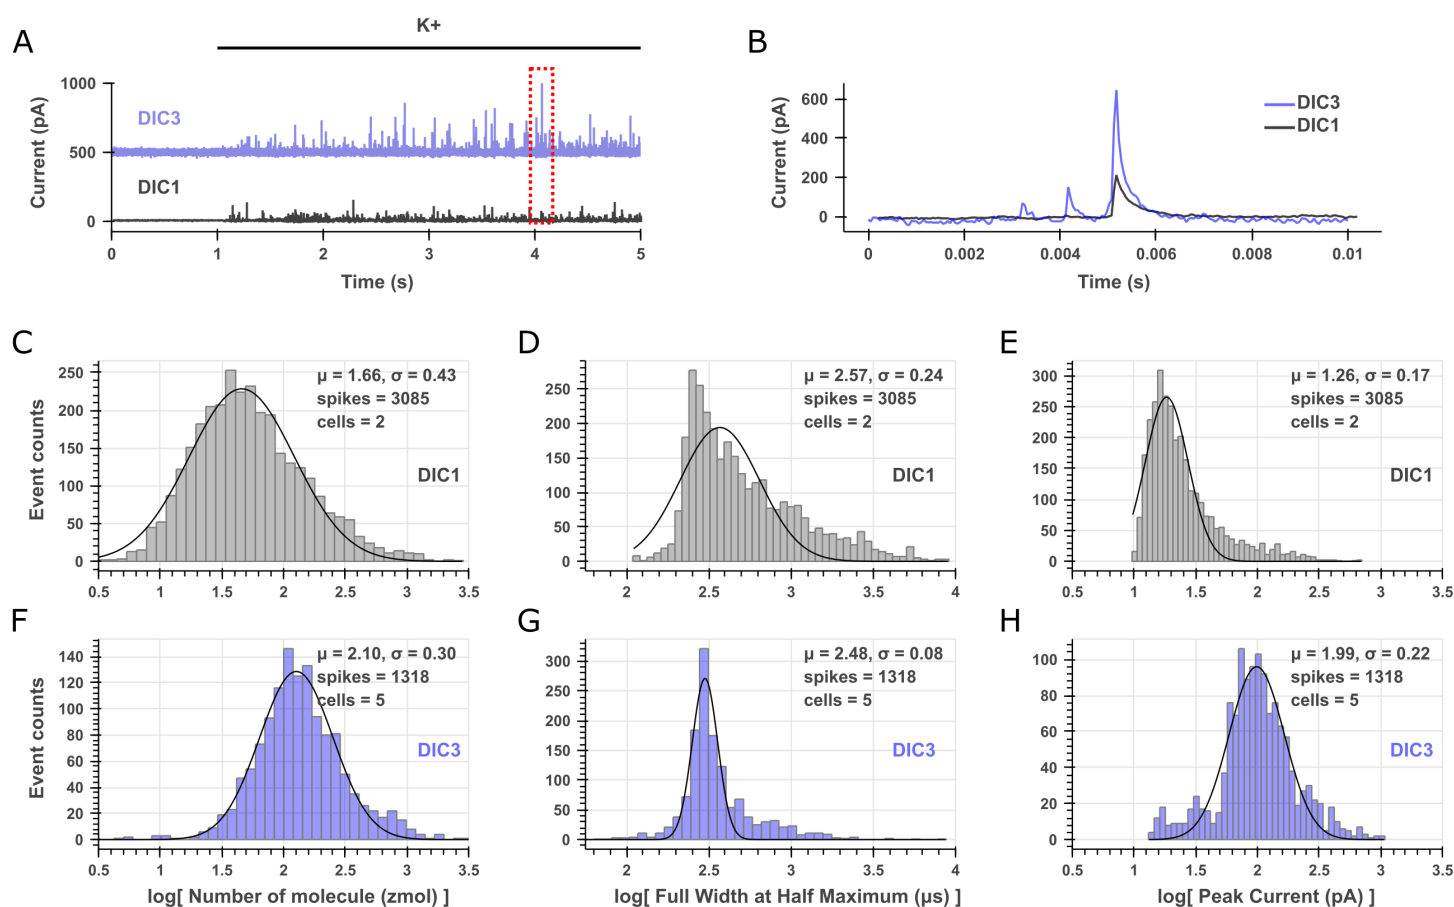 A
K+
1000
500
0
Current (pA)
DIC3
DIC1
0 1 2 3 4 5
Time (s)
B
600
400
200
0
Current (pA)
DIC3
DIC1
0 0.002 0.004 0.006 0.008 0.01
Time (s)
C
250
200
150
100
50
0
Event counts
μ = 1.66, σ = 0.43
spikes = 3085
cells = 2
DIC1
0.5 1 1.5 2 2.5 3 3.5
D
250
200
150
100
50
0
μ = 2.57, σ = 0.24
spikes = 3085
cells = 2
DIC1
2 2.5 3 3.5 4
E
300
250
200
150
100
50
0
μ = 1.26, σ = 0.17
spikes = 3085
cells = 2
DIC1
0.5 1 1.5 2 2.5 3 3.5
F
140
120
100
80
60
40
20
0
Event counts
μ = 2.10, σ = 0.30
spikes = 1318
cells = 5
DIC3
0.5 1 1.5 2 2.5 3 3.5
log[ Number of molecule (zmol) ]
G
300
250
200
150
100
50
0
μ = 2.48, σ = 0.08
spikes = 1318
cells = 5
DIC3
2 2.5 3 3.5 4
log[ Full Width at Half Maximum (μs) ]
H
100
80
60
40
20
0
μ = 1.99, σ = 0.22
spikes = 1318
cells = 5
DIC3
0.5 1 1.5 2 2.5 3 3.5
log[ Peak Current (pA) ]